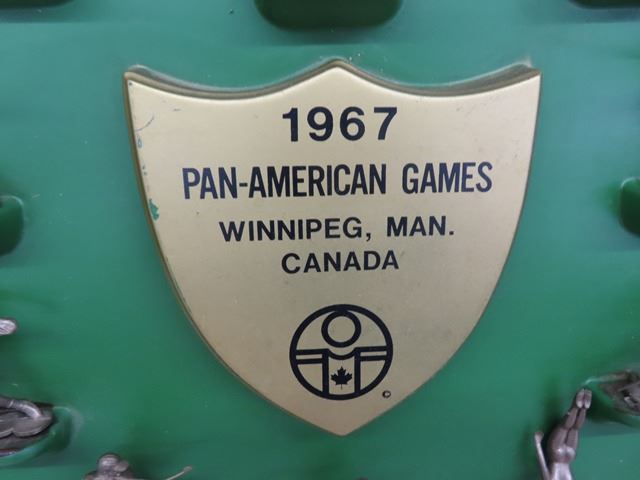 1967
PAN-AMERICAN GAMES
WINNIPEG, MAN.
CANADA
©